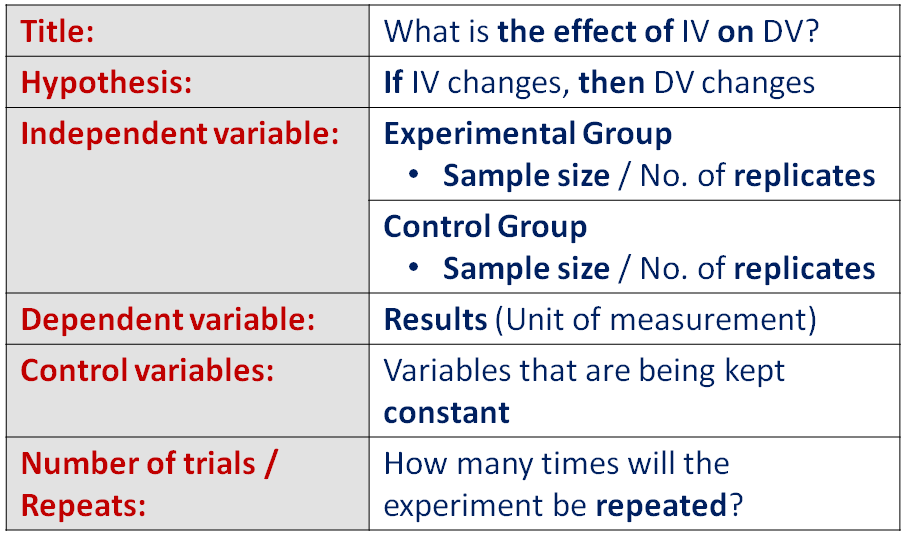 Title:
What is the effect of IV on DV?
Hypothesis:
If IV changes, then DV changes
Independent variable:
Experimental Group
• Sample size / No. of replicates
Control Group
• Sample size / No. of replicates
Dependent variable:
Results (Unit of measurement)
Control variables:
Variables that are being kept
constant
Number of trials /
Repeats:
How many times will the
experiment be repeated?